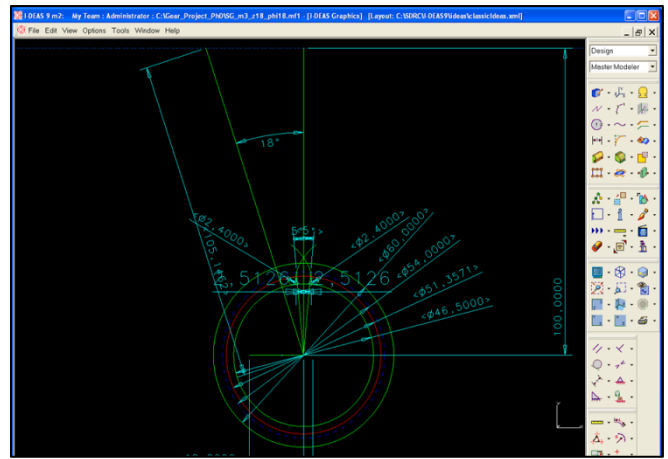 I-DEAS 9 m2: My Team : Administrator : C:\Gear_Project_PhD\SG_m3_z18_phi18.mf1 - [I-DEAS Graphics] [Layout: C:\SDRC\I-DEAS9\ideas\classicIdeas.xml]
File Edit View Options Tools Window Help
Design
Master Modeler
18°
<Ø2,4000>
5,51>
<Ø2,4000>
<Ø60,0000>
<Ø54,0000>
<Ø51,3571>
<Ø46,5000>
,5126
2,5126
100,0000